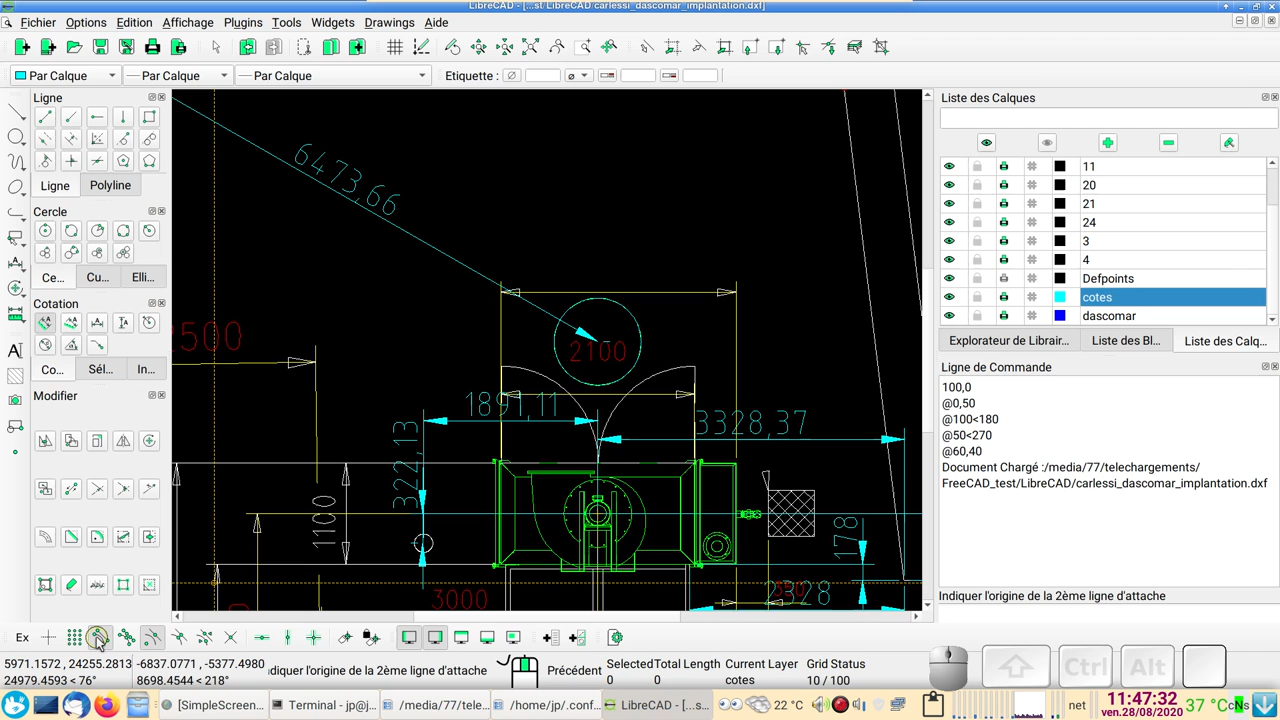 LibreCAD - [...st/LibreCAD/carlessi_dascomar_implantation.dxf]
Fichier Options Edition Affichage Plugins Tools Widgets Drawings Aide
Par Calque Par Calque Par Calque Etiquette :
Ligne
Ligne Polyline
Cercle
Ce... Cu... Elli...
Cotation
Co... Sél... In...
Modifier
6473,66
2500
2100
1891,11
3328,37
322,13
1100
178
3000
2328
Liste des Calques
11
20
21
24
3
4
Defpoints
cotes
dascomar
Explorateur de Librair... Liste des Bl... Liste des Calq...
Ligne de Commande
100,0
@0,50
@100<180
@50<270
@60,40
Document Chargé :/media/77/telechargements/
FreeCAD_test/LibreCAD/carlessi_dascomar_implantation.dxf
Indiquer l'origine de la 2ème ligne d'attache
Ex
5971.1572 , 24255.2813
24979.4593 < 76°
-6837.0771 , -5377.4980
8698.4544 < 218°
ndiquer l'origine de la 2ème ligne d'attache
Précédent
Selected Total Length Current Layer Grid Status
0 0 cotes 10 / 100
Ctrl Alt
[SimpleScreen... Terminal - jp@j... /media/77/tele... /home/jp/.conf... LibreCAD - [...s...
22 °C
net
11:47:32
ven.28/08/2020
37 °C